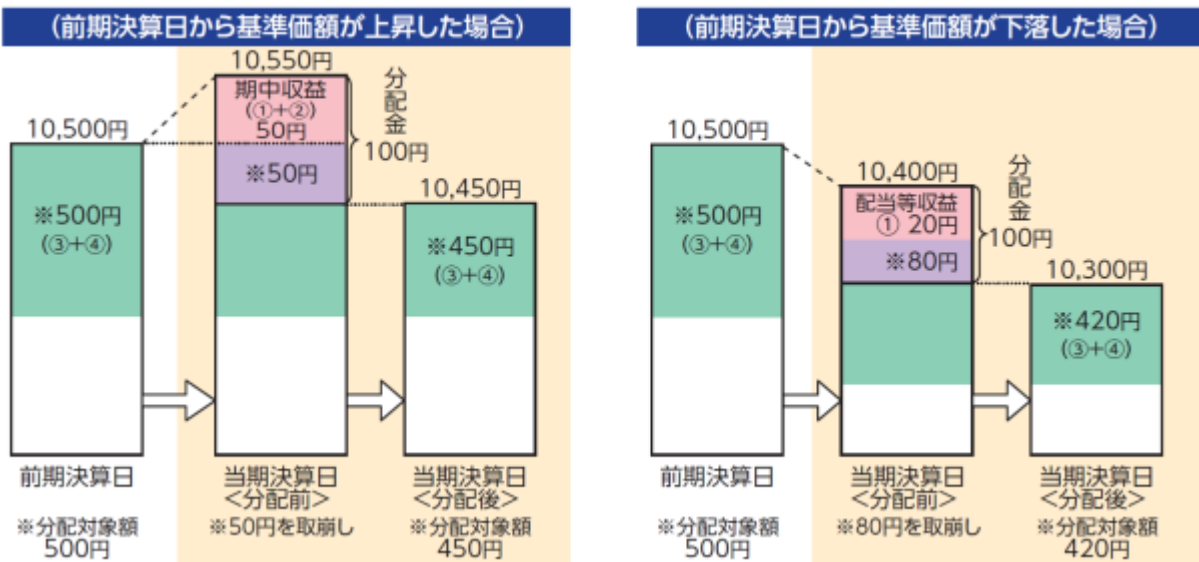 （前期決算日から基準価額が上昇した場合）
10,550円
期中収益
（①＋②）
50円
※50円
分配金
100円
10,500円
※500円
（③＋④）
10,450円
※450円
（③＋④）
前期決算日
※分配対象額
500円
当期決算日
＜分配前＞
※50円を取崩し
当期決算日
＜分配後＞
※分配対象額
450円
（前期決算日から基準価額が下落した場合）
10,500円
※500円
（③＋④）
10,400円
配当等収益
① 20円
※80円
分配金
100円
10,300円
※420円
（③＋④）
前期決算日
※分配対象額
500円
当期決算日
＜分配前＞
※80円を取崩し
当期決算日
＜分配後＞
※分配対象額
420円